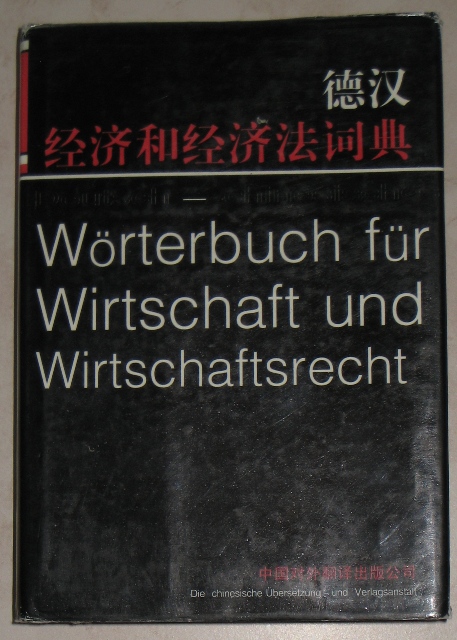 德汉
经济和经济法词典
Wörterbuch für
Wirtschaft und
Wirtschaftsrecht
中国对外翻译出版公司
Die chinesische Übersetzung- und Verlagsanstalt